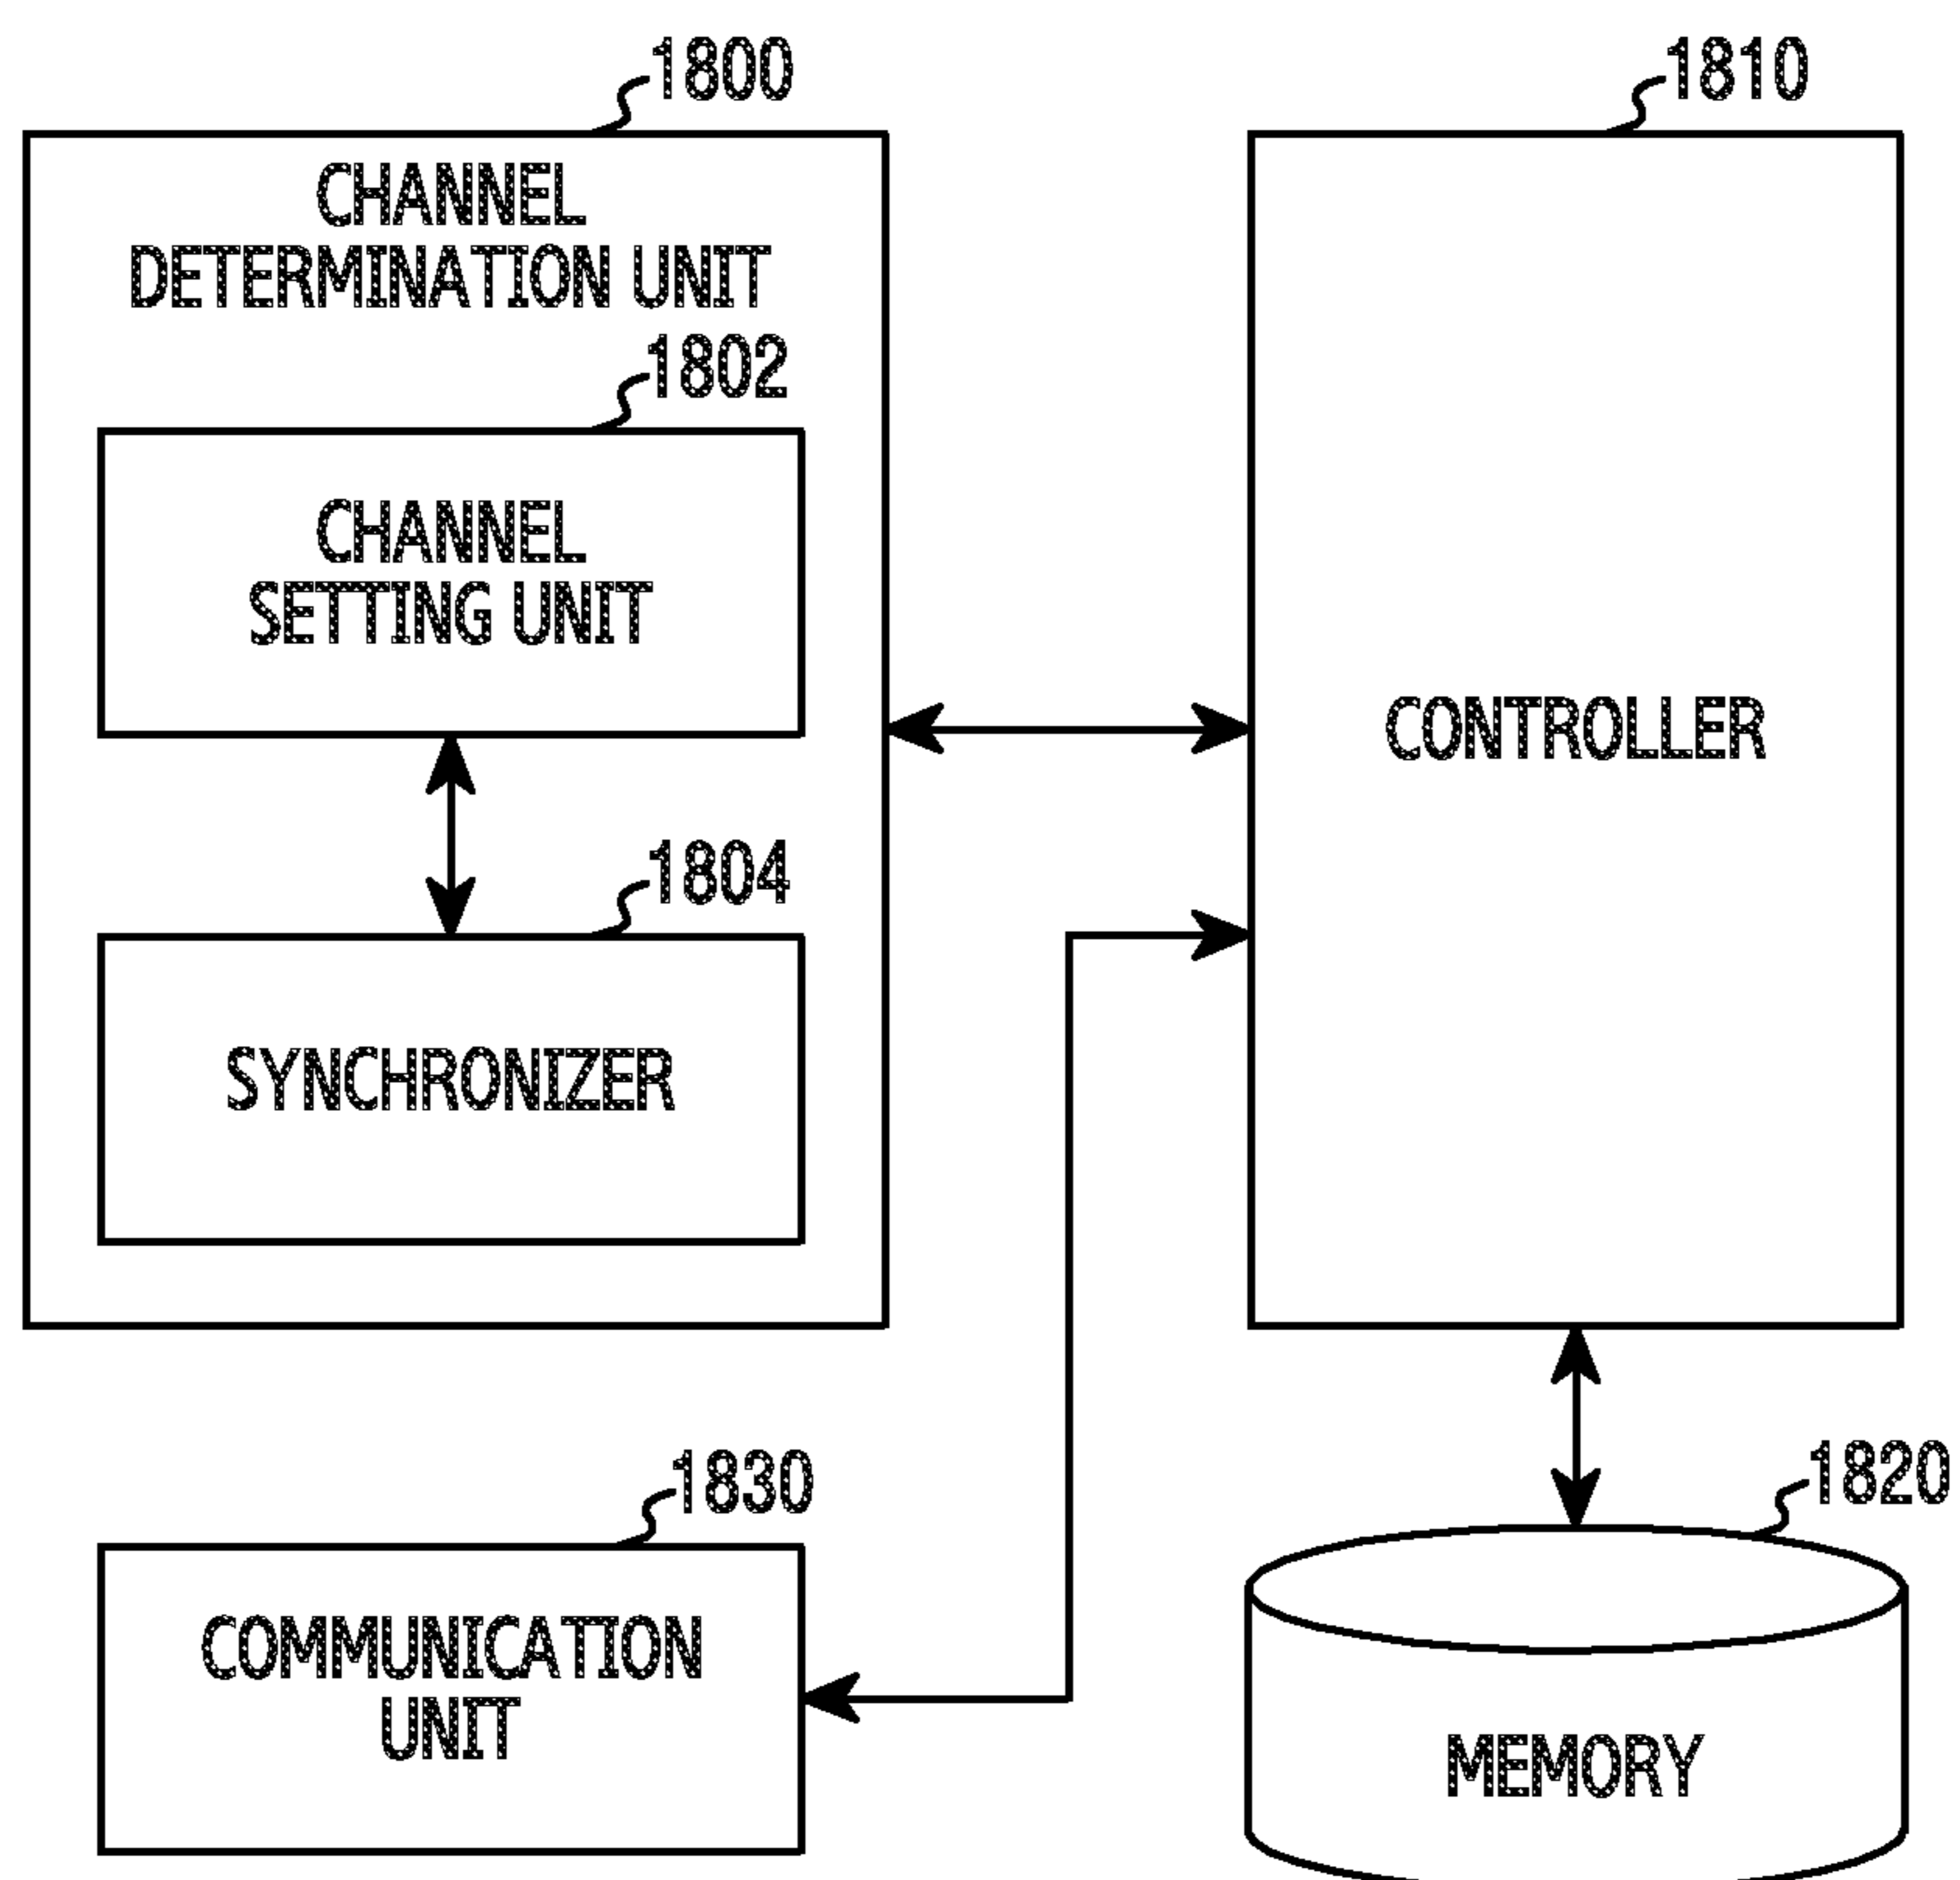 1800
CHANNEL
DETERMINATION UNIT
1802
CHANNEL
SETTING UNIT
1804
SYNCHRONIZER
1810
CONTROLLER
1830
COMMUNICATION
UNIT
1820
MEMORY